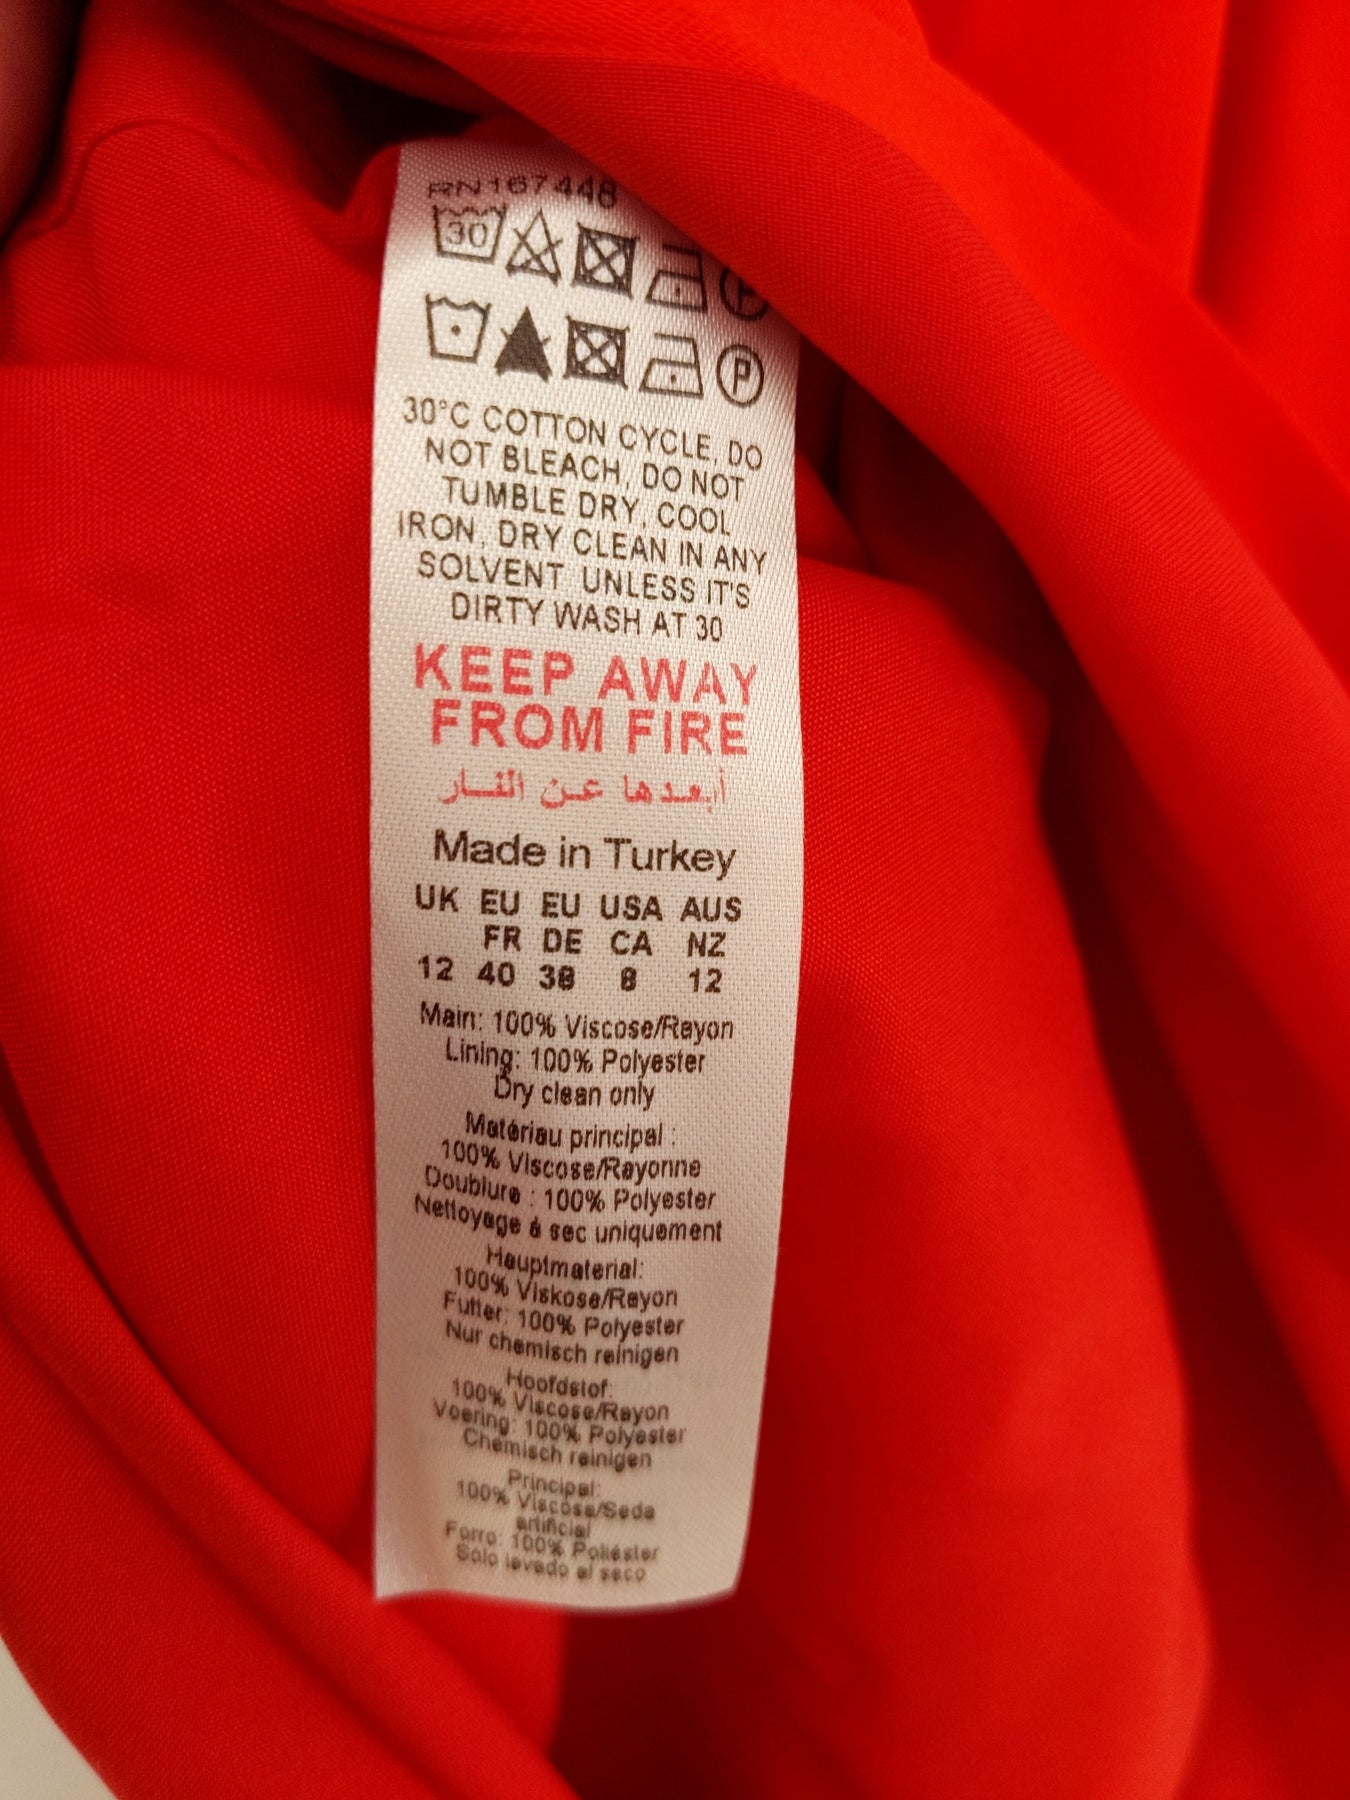 RN167448
30
P
30°C COTTON CYCLE, DO
NOT BLEACH, DO NOT
TUMBLE DRY, COOL
IRON, DRY CLEAN IN ANY
SOLVENT UNLESS IT'S
DIRTY WASH AT 30
KEEP AWAY
FROM FIRE
أبعدها عن النار
Made in Turkey
UK EU EU USA AUS
FR DE CA NZ
12 40 38 8 12
Main: 100% Viscose/Rayon
Lining: 100% Polyester
Dry clean only
Matériau principal :
100% Viscose/Rayonne
Doublure : 100% Polyester
Nettoyage à sec uniquement
Hauptmaterial:
100% Viskose/Rayon
Futter: 100% Polyester
Nur chemisch reinigen
Hoofdstof:
100% Viscose/Rayon
Voering: 100% Polyester
Chemisch reinigen
Principal:
100% Viscosa/Seda
artificial
Forro: 100% Poliéster
Sólo lavado al seco